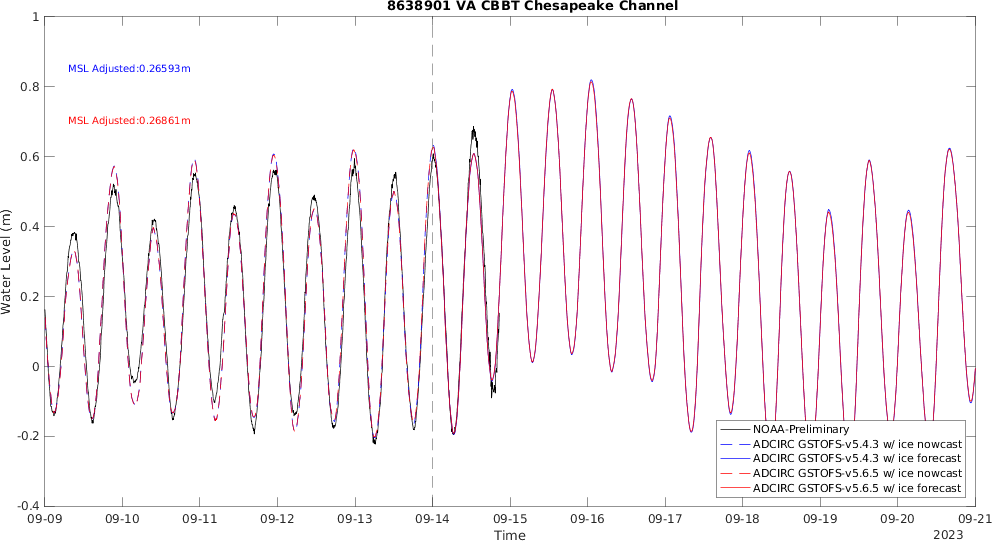 8638901 VA CBBT Chesapeake Channel
1
0.8
0.6
0.4
0.2
0
-0.2
-0.4
Water Level (m)
MSL Adjusted:0.26593m
MSL Adjusted:0.26861m
NOAA-Preliminary
ADCIRC GSTOFS-v5.4.3 w/ ice nowcast
ADCIRC GSTOFS-v5.4.3 w/ ice forecast
ADCIRC GSTOFS-v5.6.5 w/ ice nowcast
ADCIRC GSTOFS-v5.6.5 w/ ice forecast
09-09 09-10 09-11 09-12 09-13 09-14 09-15 09-16 09-17 09-18 09-19 09-20 09-21
Time
2023